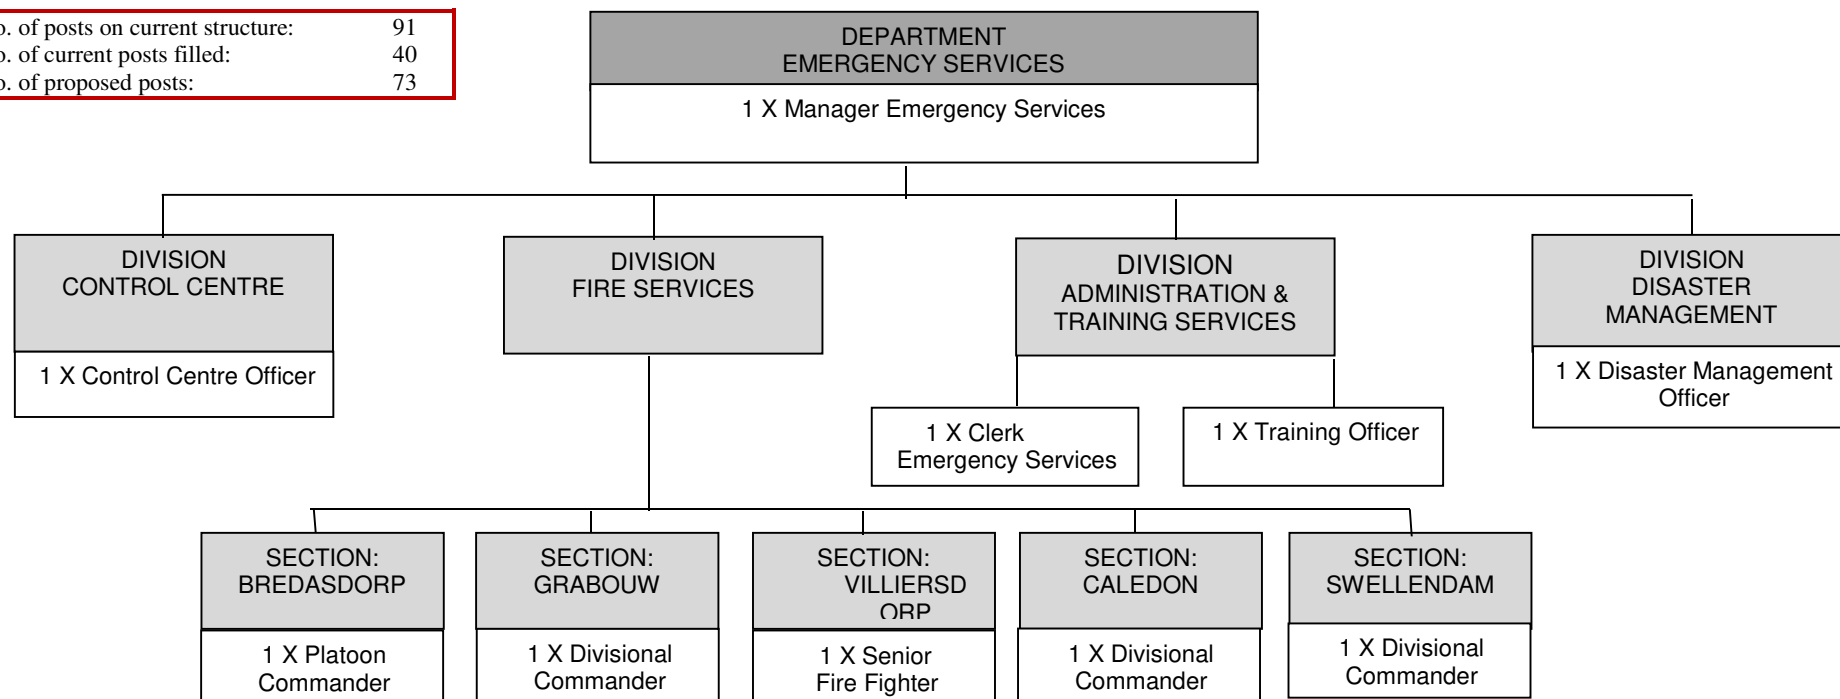 o. of posts on current structure: 91
o. of current posts filled: 40
o. of proposed posts: 73
DEPARTMENT
EMERGENCY SERVICES
1 X Manager Emergency Services
DIVISION
CONTROL CENTRE
1 X Control Centre Officer
DIVISION
FIRE SERVICES
DIVISION
ADMINISTRATION &
TRAINING SERVICES
1 X Clerk
Emergency Services
1 X Training Officer
DIVISION
DISASTER
MANAGEMENT
1 X Disaster Management
Officer
SECTION:
BREDASDORP
1 X Platoon
Commander
SECTION:
GRABOUW
1 X Divisional
Commander
SECTION:
VILLIERSD
ORP
1 X Senior
Fire Fighter
SECTION:
CALEDON
1 X Divisional
Commander
SECTION:
SWELLENDAM
1 X Divisional
Commander